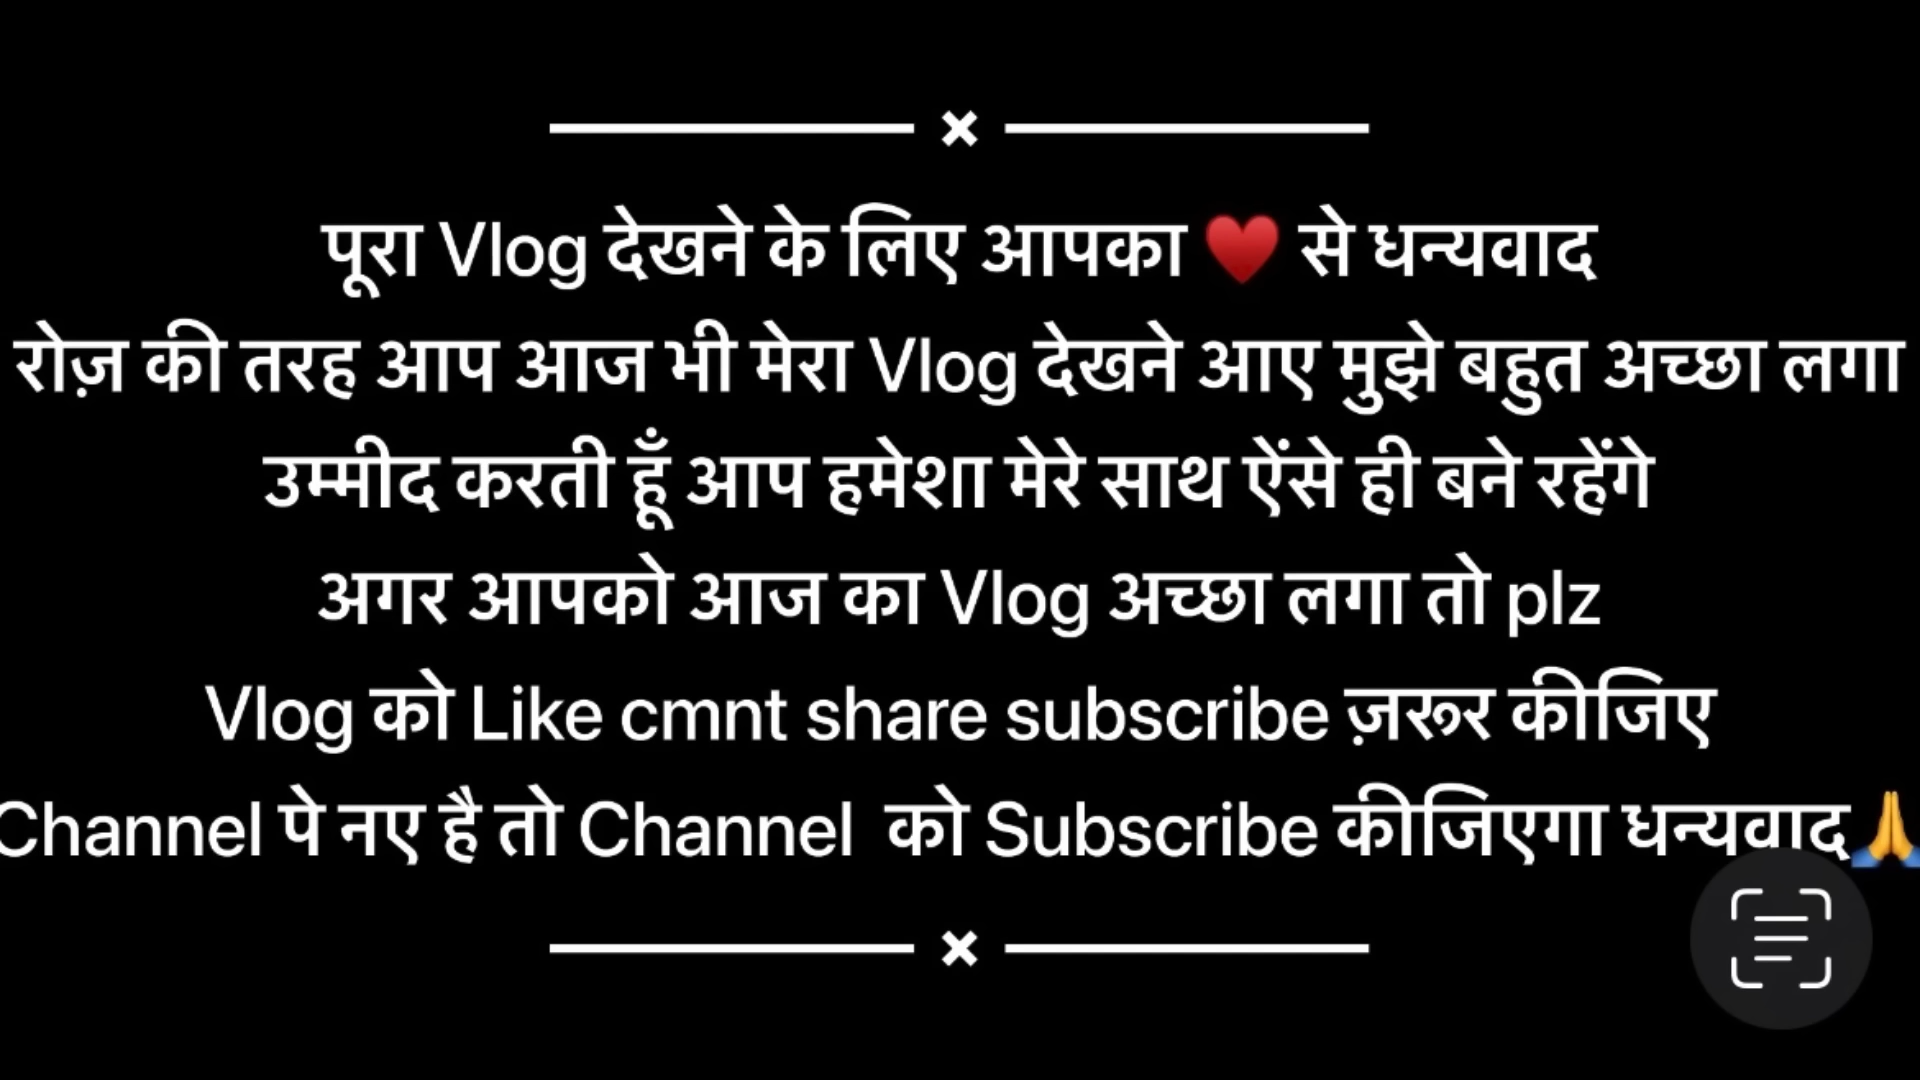 पूरा Vlog देखने के लिए आपका ♥️ से धन्यवाद
रोज़ की तरह आप आज भी मेरा Vlog देखने आए मुझे बहुत अच्छा लगा
उम्मीद करती हूँ आप हमेशा मेरे साथ ऐंसे ही बने रहेंगे
अगर आपको आज का Vlog अच्छा लगा तो plz
Vlog को Like cmnt share subscribe ज़रूर कीजिए
Channel पे नए है तो Channel को Subscribe कीजिएगा धन्यवाद🙏